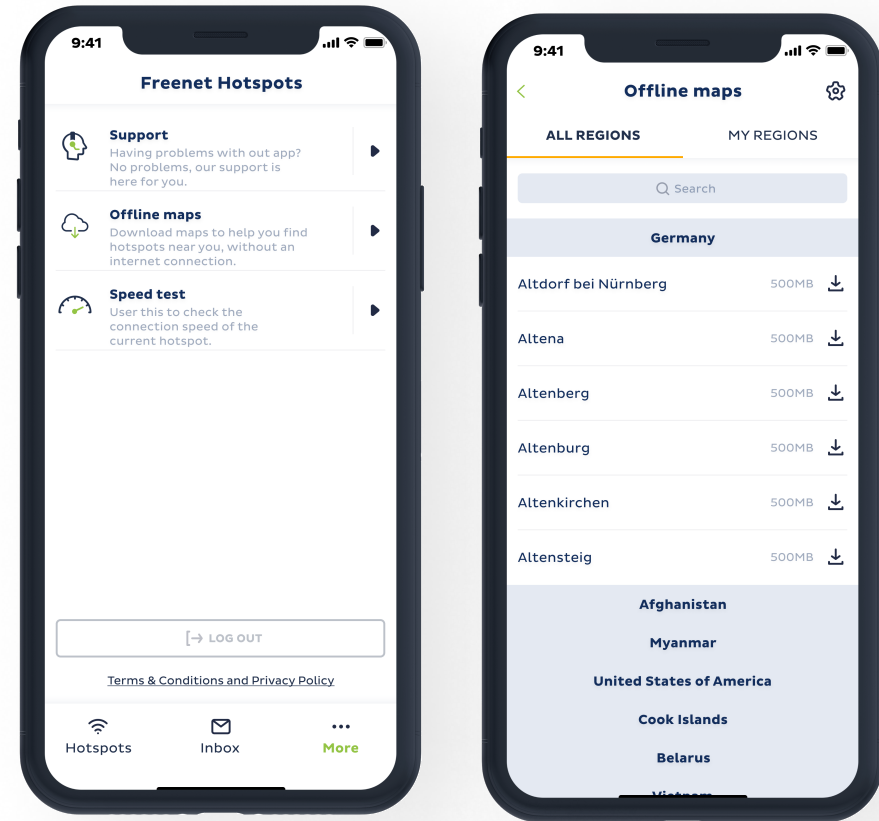 9:41
Freenet Hotspots
Support
Having problems with out app?
No problems, our support is
here for you.
Offline maps
Download maps to help you find
hotspots near you, without an
internet connection.
Speed test
User this to check the
connection speed of the
current hotspot.
LOG OUT
Terms & Conditions and Privacy Policy
Hotspots Inbox More
9:41
Offline maps
ALL REGIONS MY REGIONS
Search
Germany
Altdorf bei Nürnberg 500MB
Altena 500MB
Altenberg 500MB
Altenburg 500MB
Altenkirchen 500MB
Altensteig 500MB
Afghanistan
Myanmar
United States of America
Cook Islands
Belarus
Vietnam